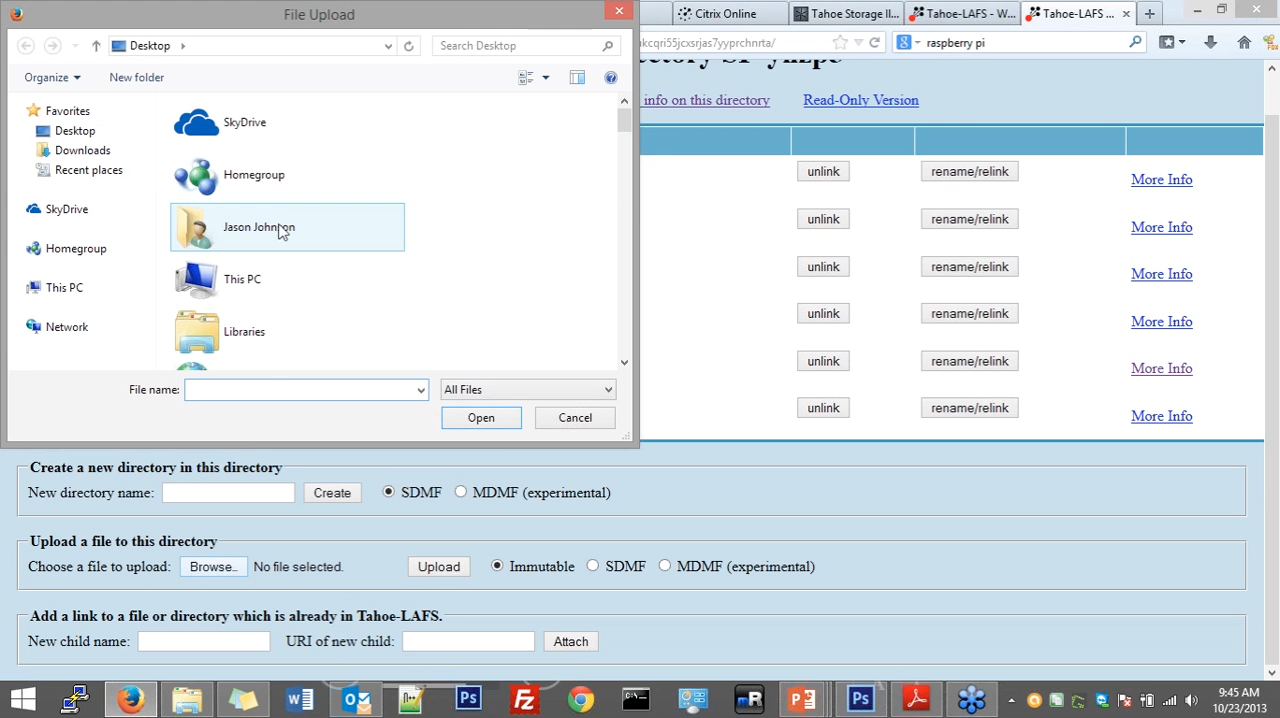 File Upload
Citrix Online
Tahoe Storage Il...
Tahoe-LAFS - W...
Tahoe-LAFS ...
Desktop
Search Desktop
ukcqri55jcxsrjas7yyprchnrta/
raspberry pi
Organize
New folder
info on this directory
Read-Only Version
Favorites
Desktop
Downloads
Recent places
SkyDrive
Homegroup
This PC
Network
SkyDrive
Homegroup
Jason Johnson
This PC
Libraries
unlink rename/relink More Info
unlink rename/relink More Info
unlink rename/relink More Info
unlink rename/relink More Info
unlink rename/relink More Info
unlink rename/relink More Info
File name:
All Files
Open
Cancel
Create a new directory in this directory
New directory name: Create SDMF MDMF (experimental)
Upload a file to this directory
Choose a file to upload: Browse.. No file selected. Upload Immutable SDMF MDMF (experimental)
Add a link to a file or directory which is already in Tahoe-LAFS.
New child name: URI of new child: Attach
9:45 AM
10/23/2013